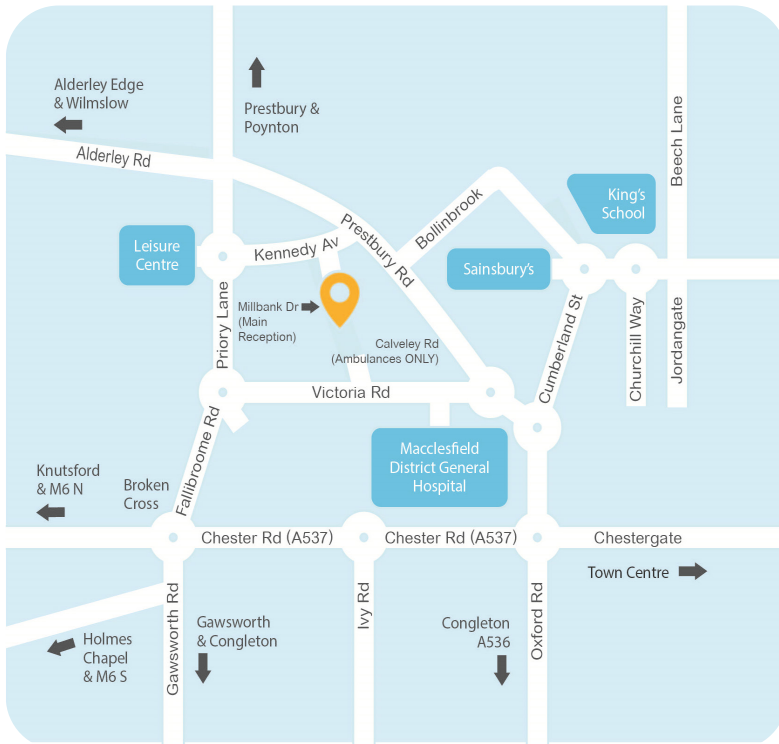 Alderley Edge
& Wilmslow
Prestbury &
Poynton
Beech Lane
Alderley Rd
King's
School
Bollinbrook
Prestbury Rd
Leisure
Centre
Kennedy Av
Sainsbury's
Millbank Dr
(Main
Reception)
Priory Lane
Calveley Rd
(Ambulances ONLY)
Cumberland St
Churchill Way
Jordangate
Victoria Rd
Fallibroome Rd
Macclesfield
District General
Hospital
Knutsford
& M6 N
Broken
Cross
Chester Rd (A537)
Chester Rd (A537)
Chestergate
Town Centre
Gawsworth Rd
Ivy Rd
Oxford Rd
Gawsworth
& Congleton
Congleton
A536
Holmes
Chapel
& M6 S